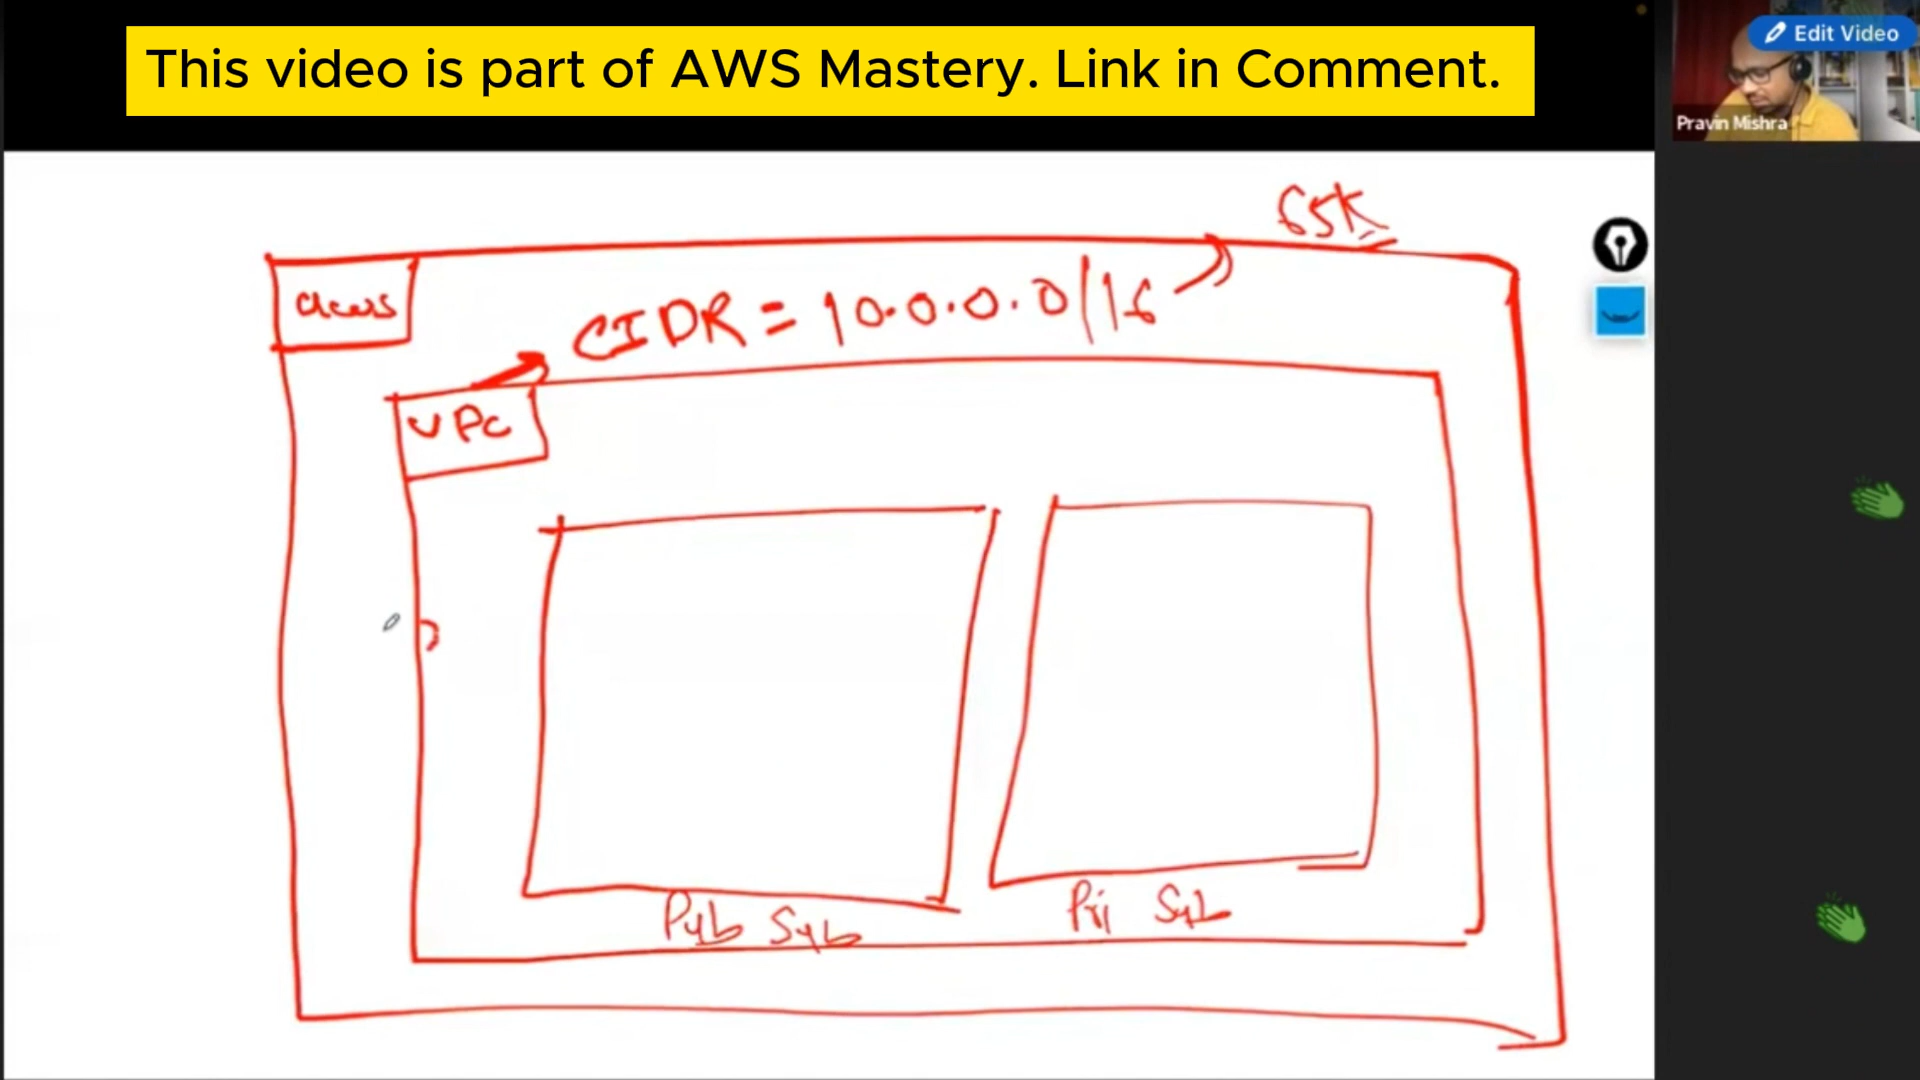 This video is part of AWS Mastery. Link in Comment.
Edit Video
Pravin Mishra
65K
aws
CIDR = 10.0.0.0/16
VPC
Pub Sub
Pri Sub